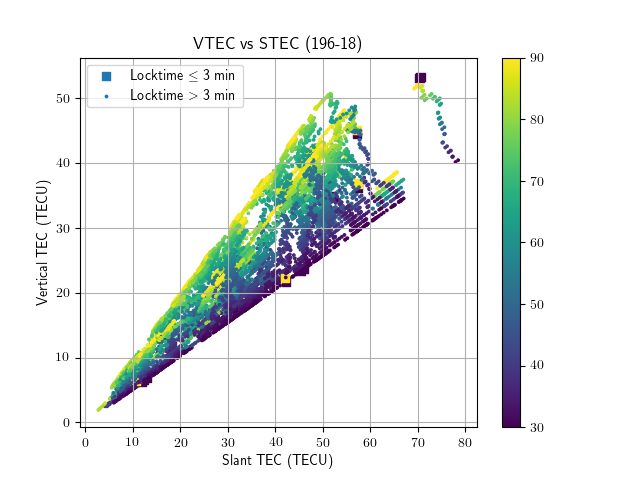 VTEC vs STEC (196-18)
Locktime ≤ 3 min
Locktime > 3 min
Vertical TEC (TECU)
50
40
30
20
10
0
0 10 20 30 40 50 60 70 80
Slant TEC (TECU)
90
80
70
60
50
40
30